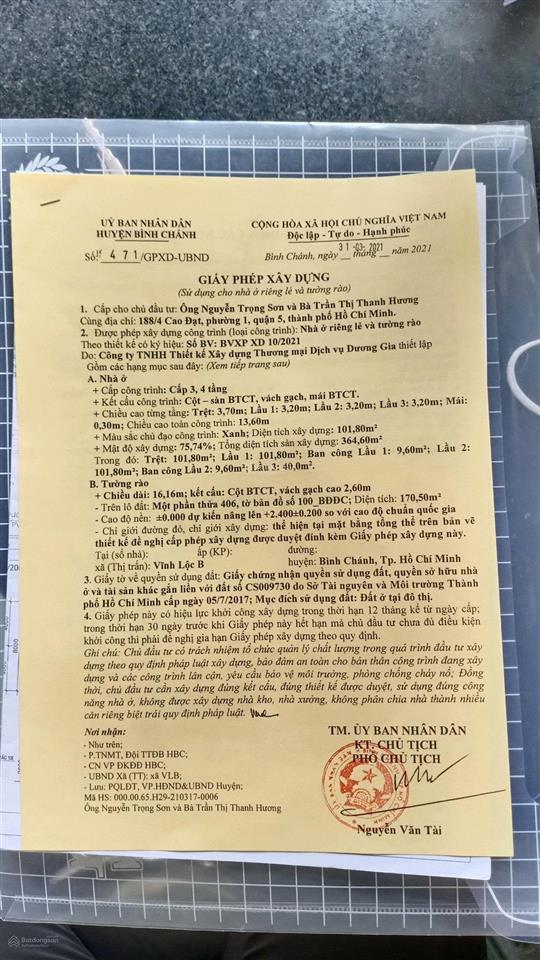 UỶ BAN NHÂN DÂN
HUYỆN BÌNH CHÁNH
CỘNG HÒA XÃ HỘI CHỦ NGHĨA VIỆT NAM
Độc lập - Tự do - Hạnh phúc
Số: 471/GPXD-UBND
Bình Chánh, ngày 31-03-2021 tháng năm 2021
GIẤY PHÉP XÂY DỰNG
(Sử dụng cho nhà ở riêng lẻ và tường rào)
1. Cấp cho chủ đầu tư: Ông Nguyễn Trọng Sơn và Bà Trần Thị Thanh Hương
Cùng địa chỉ: 188/4 Cao Đạt, phường 1, quận 5, thành phố Hồ Chí Minh.
2. Được phép xây dựng công trình (loại công trình): Nhà ở riêng lẻ và tường rào
Theo thiết kế có ký hiệu: Số BV: BVXP XD 10/2021
Do: Công ty TNHH Thiết kế Xây dựng Thương mại Dịch vụ Dương Gia thiết lập
Gồm các hạng mục sau đây: (Xem tiếp trang sau)
A. Nhà ở
+ Cấp công trình: Cấp 3, 4 tầng
+ Kết cấu công trình: Cột – sàn BTCT, vách gạch, mái BTCT.
+ Chiều cao từng tầng: Trệt: 3,70m; Lầu 1: 3,20m; Lầu 2: 3,20m; Lầu 3: 3,20m; Mái:
0,30m; Chiều cao toàn công trình: 13,60m
+ Màu sắc chủ đạo công trình: Xanh; Diện tích xây dựng: 101,80m²
+ Mật độ xây dựng: 75,74%; Tổng diện tích sàn xây dựng: 364,60m²
Trong đó: Trệt: 101,80m²; Lầu 1: 101,80m²; Ban công Lầu 1: 9,60m²; Lầu 2:
101,80m²; Ban công Lầu 2: 9,60m²; Lầu 3: 40,0m².
B. Tường rào
+ Chiều dài: 16,16m; kết cấu: Cột BTCT, vách gạch cao 2,60m
- Trên lô đất: Một phần thửa 406, tờ bản đồ số 100_BĐĐC; Diện tích: 170,50m²
- Cao độ nền: ±0.000 dự kiến nâng lên +2.400±0.200 so với cao độ chuẩn quốc gia
- Chỉ giới đường đỏ, chỉ giới xây dựng: thể hiện tại mặt bằng tổng thể trên bản vẽ
thiết kế đề nghị cấp phép xây dựng được duyệt đính kèm Giấy phép xây dựng này.
Tại (số nhà): ấp (KP): đường:
xã (Thị trấn): Vĩnh Lộc B huyện: Bình Chánh, Tp. Hồ Chí Minh
3. Giấy tờ về quyền sử dụng đất: Giấy chứng nhận quyền sử dụng đất, quyền sở hữu nhà
ở và tài sản khác gắn liền với đất số CS009730 do Sở Tài nguyên và Môi trường Thành
phố Hồ Chí Minh cấp ngày 05/7/2017; Mục đích sử dụng đất: Đất ở tại đô thị.
4. Giấy phép này có hiệu lực khởi công xây dựng trong thời hạn 12 tháng kể từ ngày cấp;
trong thời hạn 30 ngày trước khi Giấy phép này hết hạn mà chủ đầu tư chưa đủ điều kiện
khởi công thì phải đề nghị gia hạn Giấy phép xây dựng theo quy định.
Ghi chú: Chủ đầu tư có trách nhiệm tổ chức quản lý chất lượng trong quá trình đầu tư xây
dựng theo quy định pháp luật xây dựng, bảo đảm an toàn cho bản thân công trình đang xây
dựng và các công trình lân cận, yêu cầu bảo vệ môi trường, phòng chống cháy nổ; Đồng
thời, chủ đầu tư cần xây dựng đúng kết cấu, đúng thiết kế được duyệt, sử dụng đúng công
năng nhà ở, không được xây dựng nhà kho, nhà xưởng, không phân chia nhà thành nhiều
căn riêng biệt trái quy định pháp luật.
Nơi nhận:
- Như trên;
- P.TNMT, Đội TTĐB HBC;
- CN VP ĐKĐĐ HBC;
- UBND Xã (TT): xã VLB;
- Lưu: PQLĐT, VP.HĐND&UBND Huyện;
Mã HS: 000.00.65.H29-210317-0006
Ông Nguyễn Trọng Sơn và Bà Trần Thị Thanh Hương
TM. ỦY BAN NHÂN DÂN
KT. CHỦ TỊCH
PHÓ CHỦ TỊCH
Nguyễn Văn Tài
Batdongsan